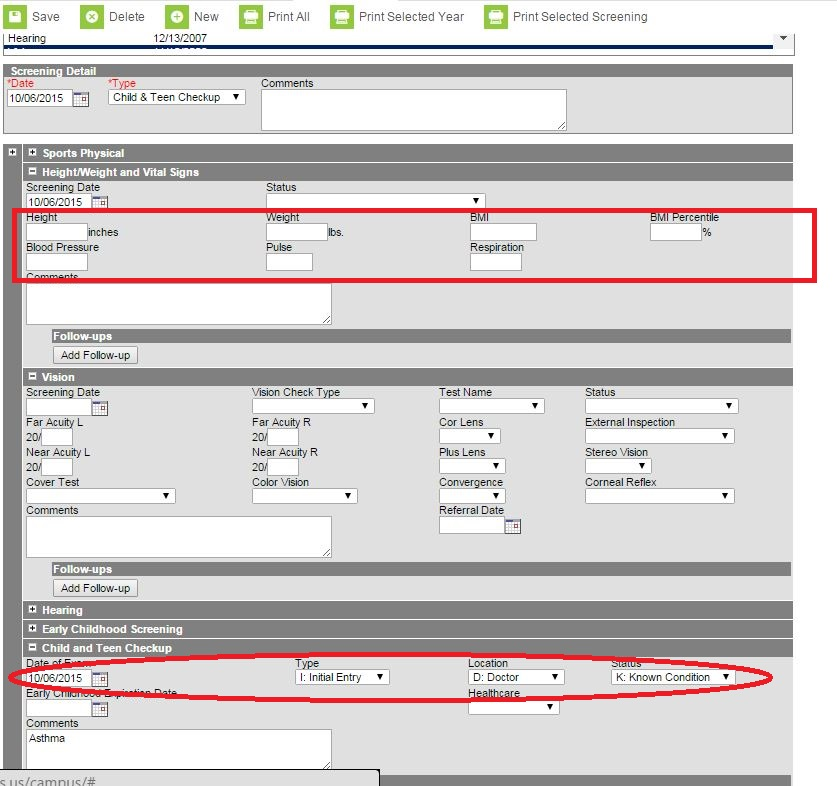 Save Delete New Print All Print Selected Year Print Selected Screening
Hearing 12/13/2007
Screening Detail
*Date *Type Comments
10/06/2015 Child & Teen Checkup
Sports Physical
Height/Weight and Vital Signs
Screening Date Status
10/06/2015
Height Weight BMI BMI Percentile
inches lbs. %
Blood Pressure Pulse Respiration
Comments
Follow-ups
Add Follow-up
Vision
Screening Date Vision Check Type Test Name Status
Far Acuity L Far Acuity R Cor Lens External Inspection
20/ 20/
Near Acuity L Near Acuity R Plus Lens Stereo Vision
20/ 20/
Cover Test Color Vision Convergence Corneal Reflex
Comments Referral Date
Follow-ups
Add Follow-up
Hearing
Early Childhood Screening
Child and Teen Checkup
Date of Exam Type Location Status
10/06/2015 I: Initial Entry D: Doctor K: Known Condition
Early Childhood Expiration Date Healthcare
Comments
Asthma
s.us/campus/#